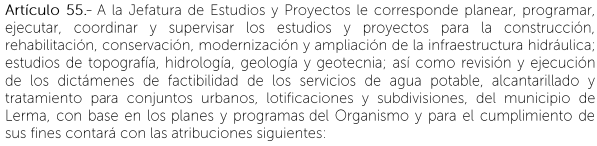 Artículo 55.- A la Jefatura de Estudios y Proyectos le corresponde planear, programar,
ejecutar, coordinar y supervisar los estudios y proyectos para la construcción,
rehabilitación, conservación, modernización y ampliación de la infraestructura hidráulica;
estudios de topografía, hidrología, geología y geotecnia; así como revisión y ejecución
de los dictámenes de factibilidad de los servicios de agua potable, alcantarillado y
tratamiento para conjuntos urbanos, lotificaciones y subdivisiones, del municipio de
Lerma, con base en los planes y programas del Organismo y para el cumplimiento de
sus fines contará con las atribuciones siguientes: